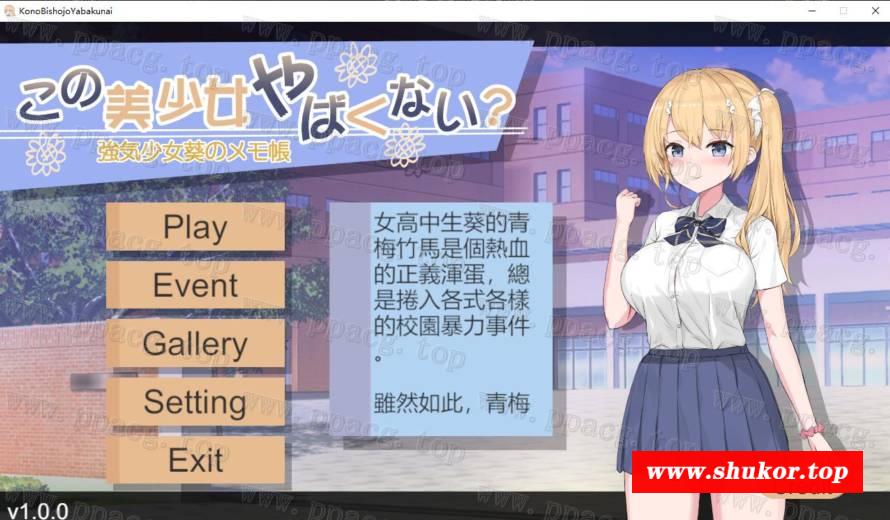 KonoBishojoYabakunai
この美少女やばくない？
強気少女葵のメモ帳
Play
Event
Gallery
Setting
Exit
女高中生葵的青
梅竹馬是個熱血
的正義渾蛋，總
是捲入各式各樣
的校園暴力事件
。
雖然如此，青梅
www.shukor.top
v1.0.0
www.ppacg.top